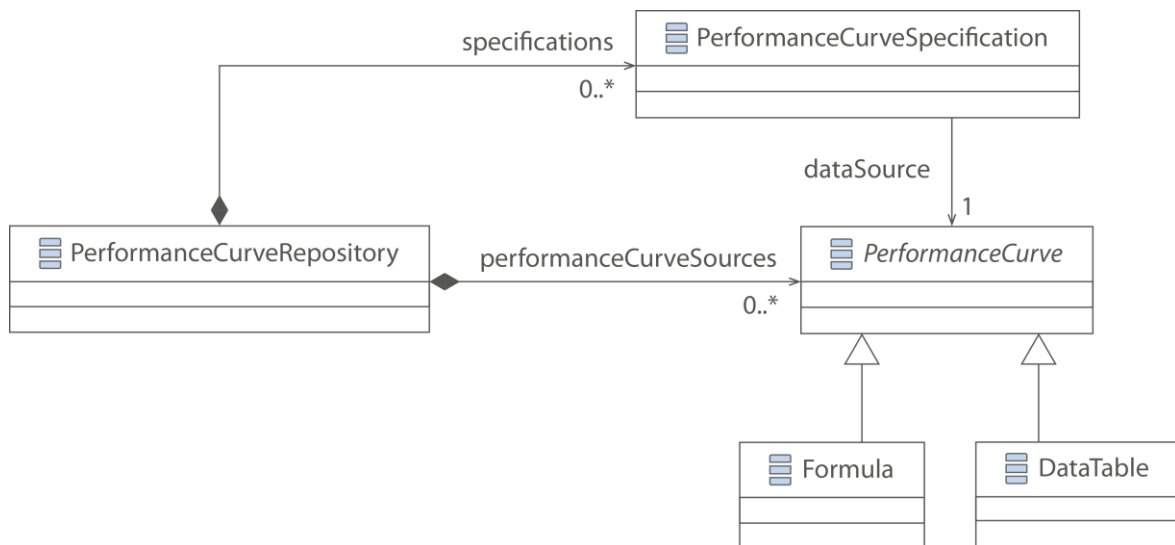 PerformanceCurveSpecification
specifications
0..*
dataSource
1
PerformanceCurveRepository
performanceCurveSources
0..*
PerformanceCurve
Formula
DataTable